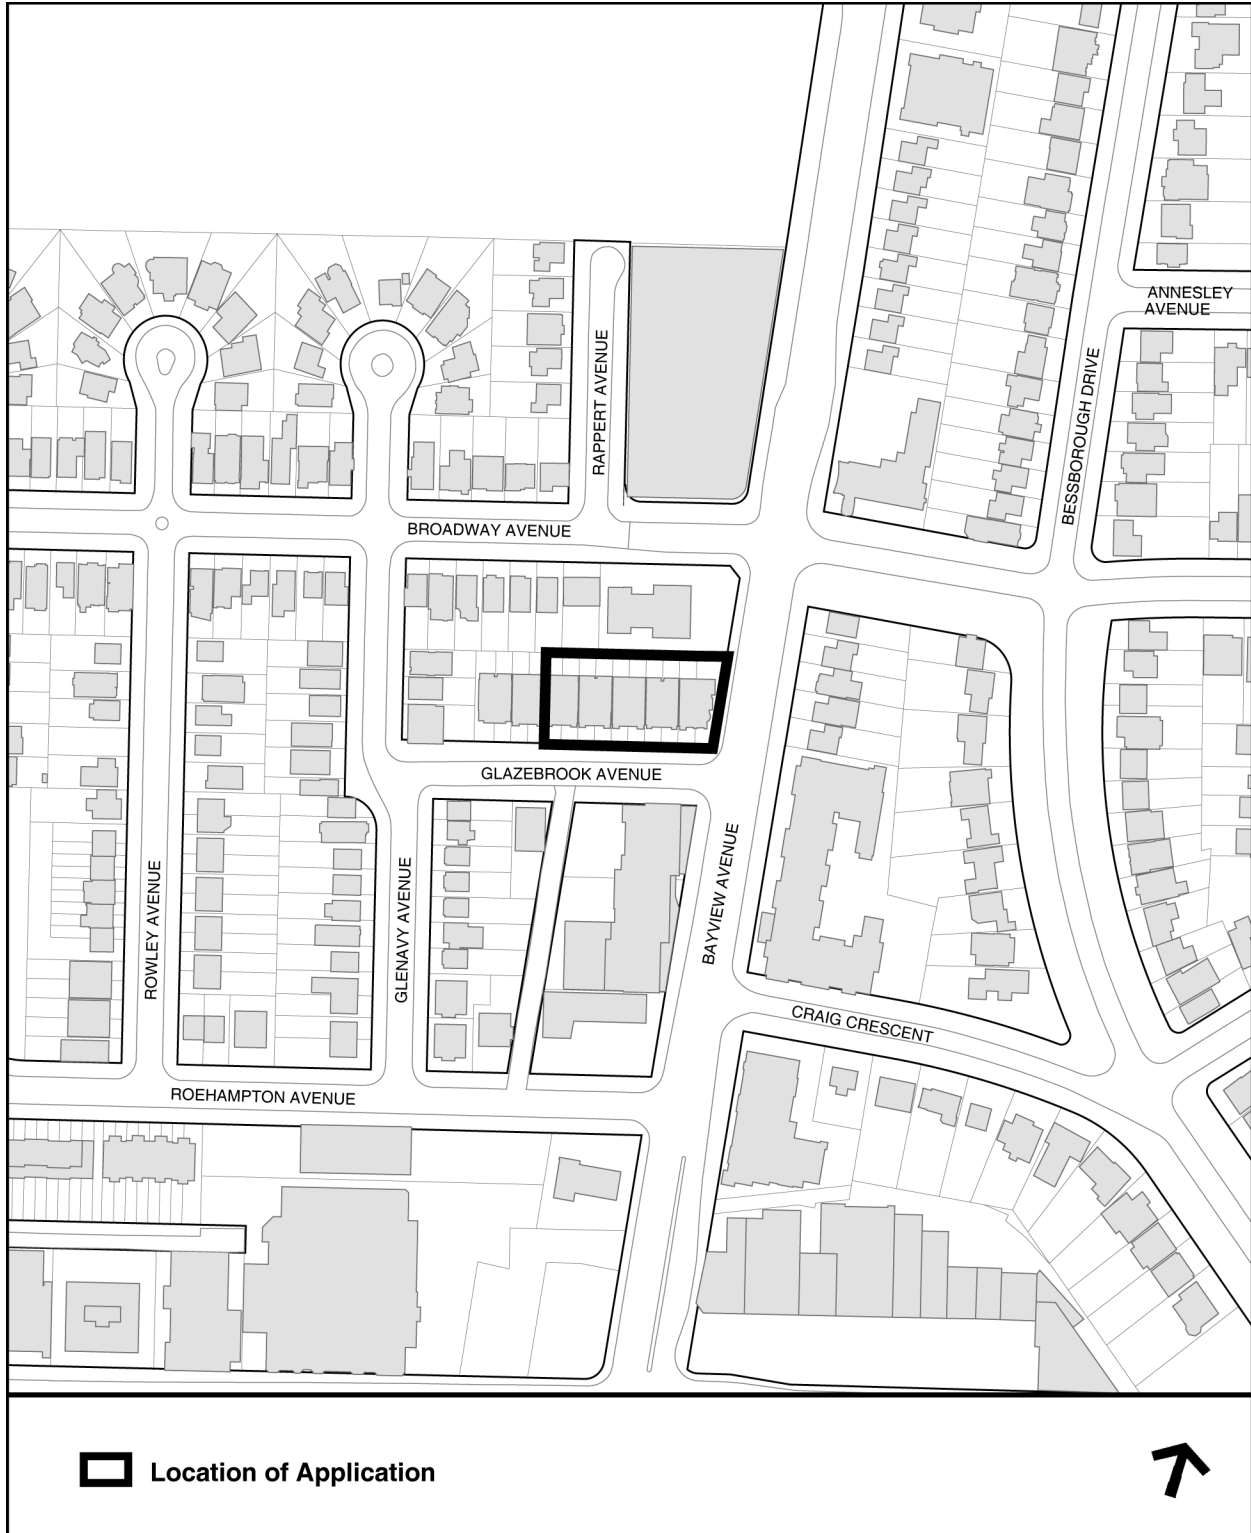 ANNESLEY
AVENUE
RAPPERT AVENUE
BESSBOROUGH DRIVE
BROADWAY AVENUE
GLAZEBROOK AVENUE
ROWLEY AVENUE
GLENAVY AVENUE
BAYVIEW AVENUE
CRAIG CRESCENT
ROEHAMPTON AVENUE
Location of Application